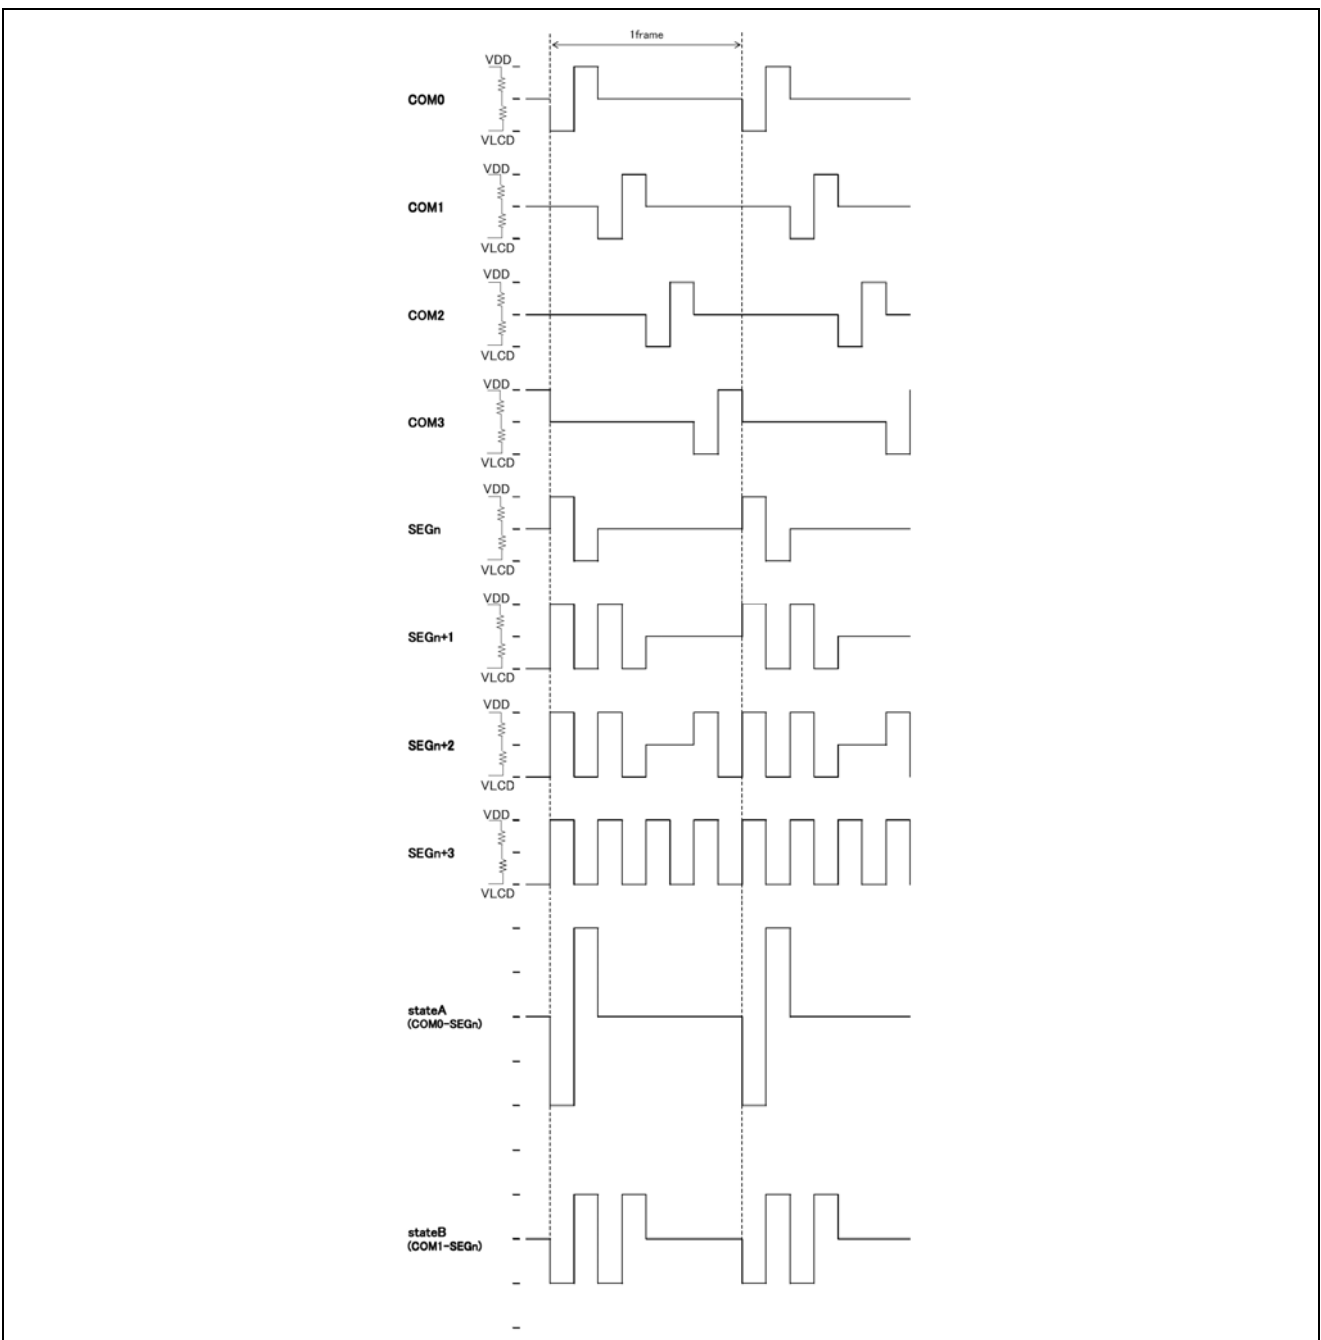 1frame
VDD
COM0
VLCD
VDD
COM1
VLCD
VDD
COM2
VLCD
VDD
COM3
VLCD
VDD
SEGn
VLCD
VDD
SEGn+1
VLCD
VDD
SEGn+2
VLCD
VDD
SEGn+3
VLCD
stateA
(COM0-SEGn)
stateB
(COM1-SEGn)